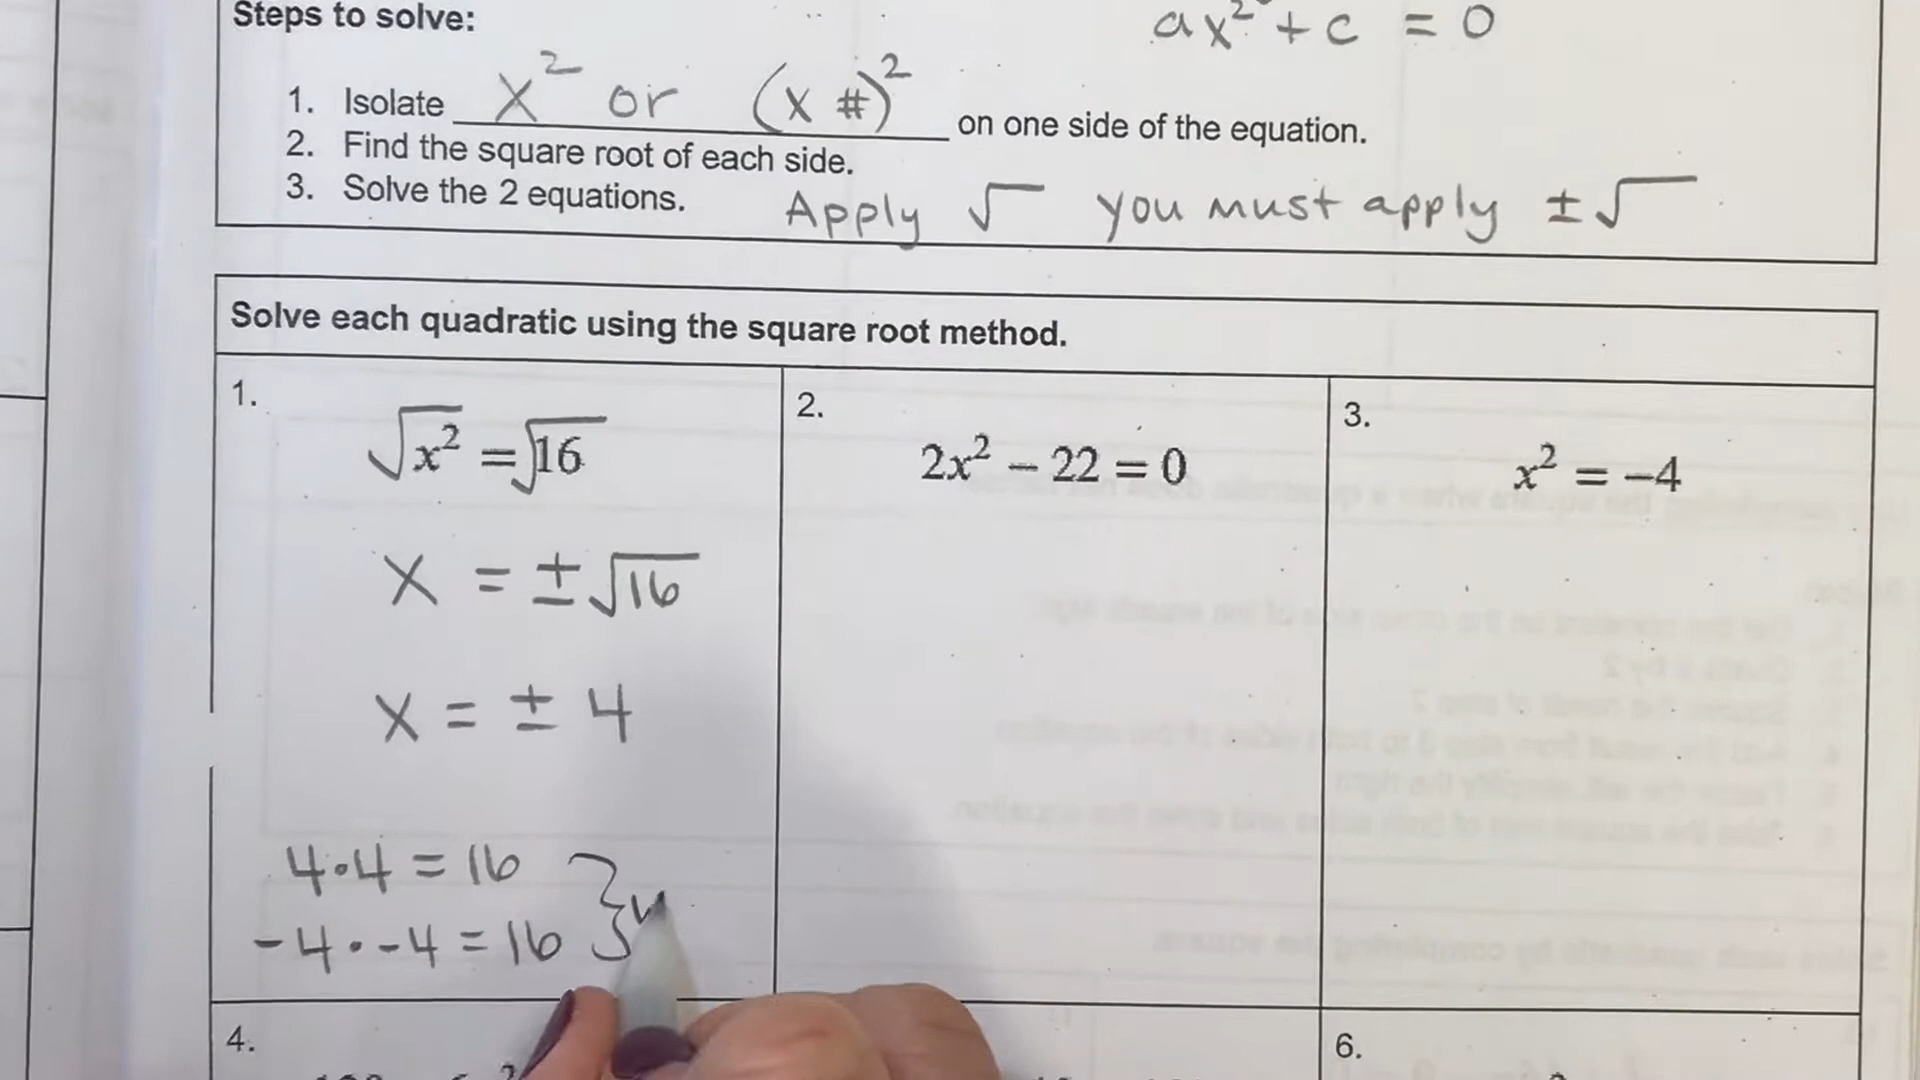 Steps to solve:
ax² + c = 0
1. Isolate x² or (x #)² on one side of the equation.
2. Find the square root of each side.
3. Solve the 2 equations. Apply √ you must apply ±√
Solve each quadratic using the square root method.
1.
√x² = √16
x = ±√16
x = ± 4
4·4 = 16
-4·-4 = 16
2.
2x² − 22 = 0
3.
x² = −4
4.
6.